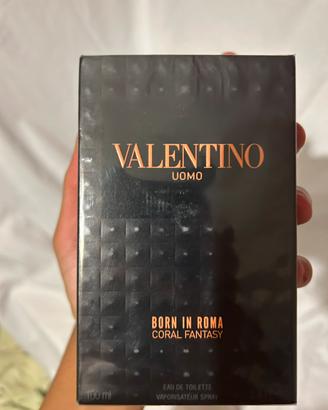 VALENTINO
UOMO
BORN IN ROMA
CORAL FANTASY
EAU DE TOILETTE
VAPORISATEUR SPRAY
100 ml